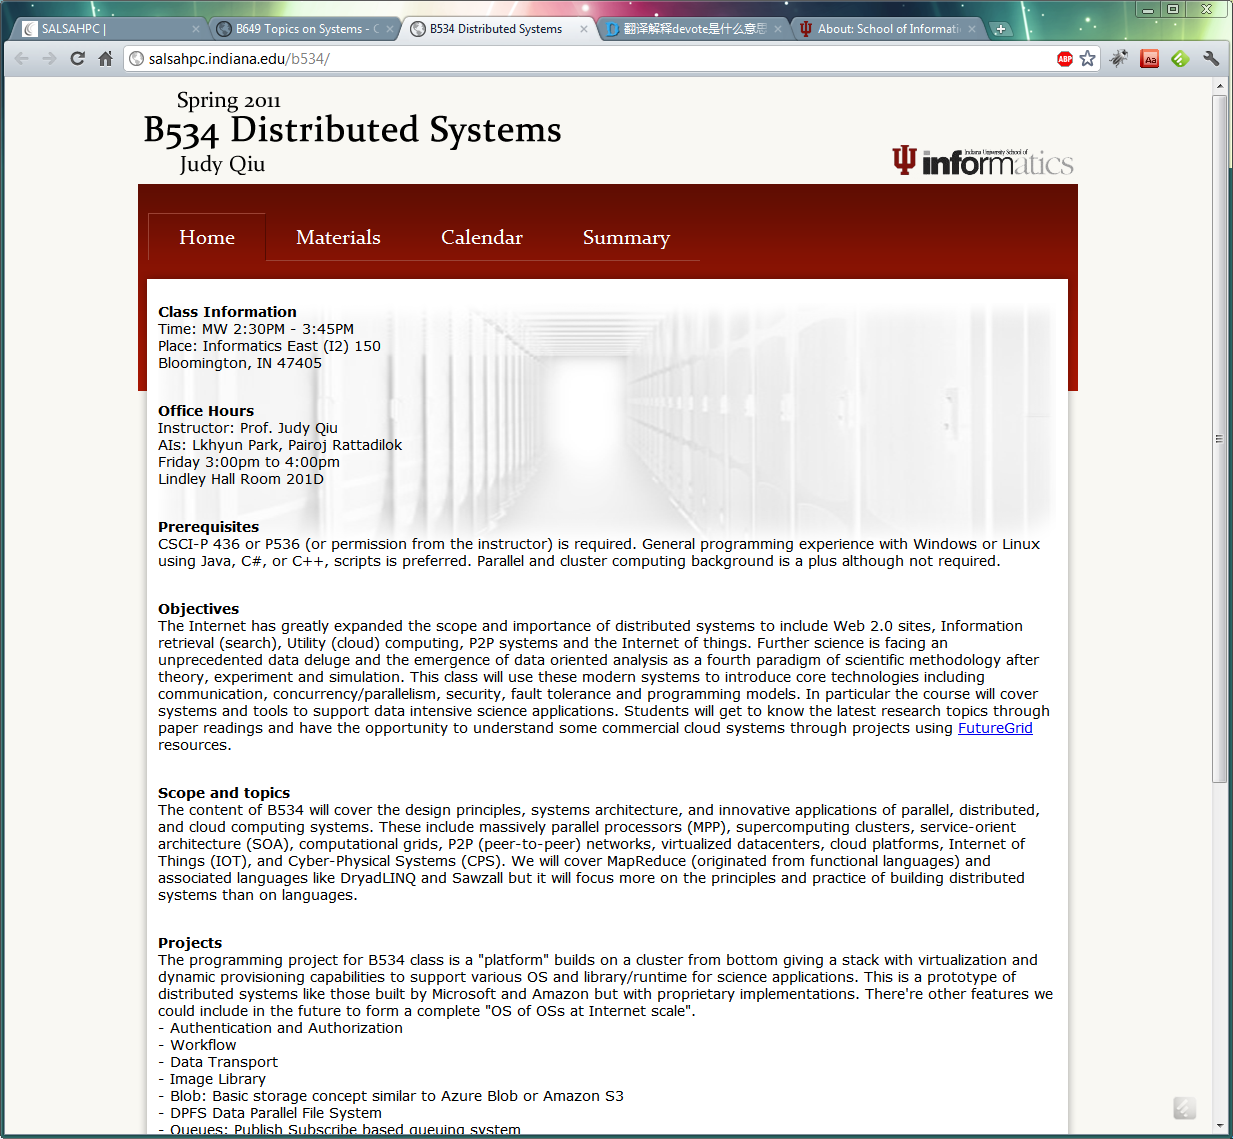 SALSAHPC |
B649 Topics on Systems - C
B534 Distributed Systems
翻译解释devote是什么意思
About: School of Informati
salsahpc.indiana.edu/b534/
ABP
Aa
Spring 2011
B534 Distributed Systems
Judy Qiu
Indiana University School of
informatics
Home Materials Calendar Summary
Class Information
Time: MW 2:30PM - 3:45PM
Place: Informatics East (I2) 150
Bloomington, IN 47405
Office Hours
Instructor: Prof. Judy Qiu
AIs: Lkhyun Park, Pairoj Rattadilok
Friday 3:00pm to 4:00pm
Lindley Hall Room 201D
Prerequisites
CSCI-P 436 or P536 (or permission from the instructor) is required. General programming experience with Windows or Linux
using Java, C#, or C++, scripts is preferred. Parallel and cluster computing background is a plus although not required.
Objectives
The Internet has greatly expanded the scope and importance of distributed systems to include Web 2.0 sites, Information
retrieval (search), Utility (cloud) computing, P2P systems and the Internet of things. Further science is facing an
unprecedented data deluge and the emergence of data oriented analysis as a fourth paradigm of scientific methodology after
theory, experiment and simulation. This class will use these modern systems to introduce core technologies including
communication, concurrency/parallelism, security, fault tolerance and programming models. In particular the course will cover
systems and tools to support data intensive science applications. Students will get to know the latest research topics through
paper readings and have the opportunity to understand some commercial cloud systems through projects using FutureGrid
resources.
Scope and topics
The content of B534 will cover the design principles, systems architecture, and innovative applications of parallel, distributed,
and cloud computing systems. These include massively parallel processors (MPP), supercomputing clusters, service-orient
architecture (SOA), computational grids, P2P (peer-to-peer) networks, virtualized datacenters, cloud platforms, Internet of
Things (IOT), and Cyber-Physical Systems (CPS). We will cover MapReduce (originated from functional languages) and
associated languages like DryadLINQ and Sawzall but it will focus more on the principles and practice of building distributed
systems than on languages.
Projects
The programming project for B534 class is a "platform" builds on a cluster from bottom giving a stack with virtualization and
dynamic provisioning capabilities to support various OS and library/runtime for science applications. This is a prototype of
distributed systems like those built by Microsoft and Amazon but with proprietary implementations. There're other features we
could include in the future to form a complete "OS of OSs at Internet scale".
- Authentication and Authorization
- Workflow
- Data Transport
- Image Library
- Blob: Basic storage concept similar to Azure Blob or Amazon S3
- DPFS Data Parallel File System
- Queues: Publish Subscribe based queuing system